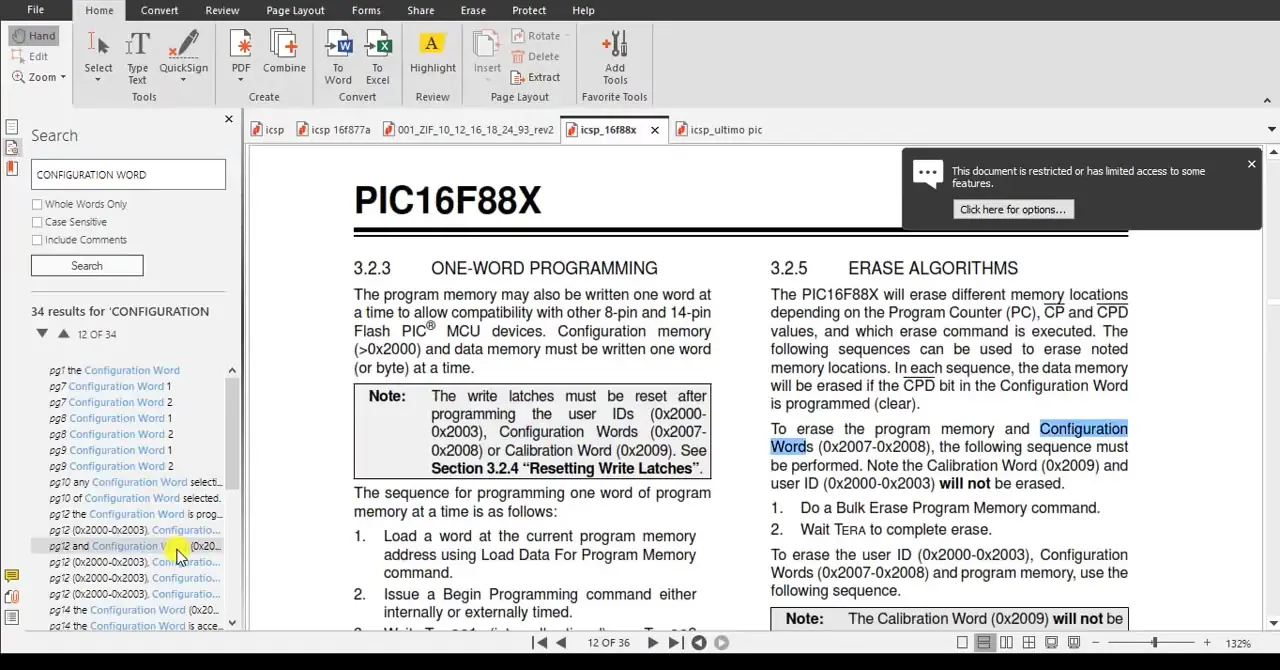 File
Home
Convert
Review
Page Layout
Forms
Share
Erase
Protect
Help
Hand
Edit
Zoom
Select
Type
Text
QuickSign
Tools
PDF
Combine
Create
To
Word
To
Excel
Convert
Highlight
Review
Insert
Rotate
Delete
Extract
Page Layout
Add
Tools
Favorite Tools
icsp
icsp 16f877a
001_ZIF_10_12_16_18_24_93_rev2
icsp_16f88x
icsp_ultimo pic
Search
CONFIGURATION WORD
Whole Words Only
Case Sensitive
Include Comments
Search
34 results for 'CONFIGURATION
12 OF 34
pg1 the Configuration Word
pg7 Configuration Word 1
pg7 Configuration Word 2
pg8 Configuration Word 1
pg8 Configuration Word 2
pg9 Configuration Word 1
pg9 Configuration Word 2
pg10 any Configuration Word selecti...
pg10 of Configuration Word selected.
pg12 the Configuration Word is prog...
pg12 (0x2000-0x2003), Configuratio...
pg12 and Configuration W (0x20...
pg12 (0x2000-0x2003), Configuratio...
pg12 (0x2000-0x2003), Configuratio...
pg12 (0x2000-0x2003), Configuratio...
pg14 the Configuration Word (0x20...
pg14 the Configuration Word is acce...
This document is restricted or has limited access to some
features.
Click here for options...
PIC16F88X
3.2.3 ONE-WORD PROGRAMMING
The program memory may also be written one word at
a time to allow compatibility with other 8-pin and 14-pin
Flash PIC® MCU devices. Configuration memory
(>0x2000) and data memory must be written one word
(or byte) at a time.
Note: The write latches must be reset after
programming the user IDs (0x2000-
0x2003), Configuration Words (0x2007-
0x2008) or Calibration Word (0x2009). See
Section 3.2.4 “Resetting Write Latches”.
The sequence for programming one word of program
memory at a time is as follows:
1. Load a word at the current program memory
address using Load Data For Program Memory
command.
2. Issue a Begin Programming command either
internally or externally timed.
3.2.5 ERASE ALGORITHMS
The PIC16F88X will erase different memory locations
depending on the Program Counter (PC), CP and CPD
values, and which erase command is executed. The
following sequences can be used to erase noted
memory locations. In each sequence, the data memory
will be erased if the CPD bit in the Configuration Word
is programmed (clear).
To erase the program memory and Configuration
Words (0x2007-0x2008), the following sequence must
be performed. Note the Calibration Word (0x2009) and
user ID (0x2000-0x2003) will not be erased.
1. Do a Bulk Erase Program Memory command.
2. Wait TERA to complete erase.
To erase the user ID (0x2000-0x2003), Configuration
Words (0x2007-0x2008) and program memory, use the
following sequence.
Note: The Calibration Word (0x2009) will not be
12 OF 36
132%